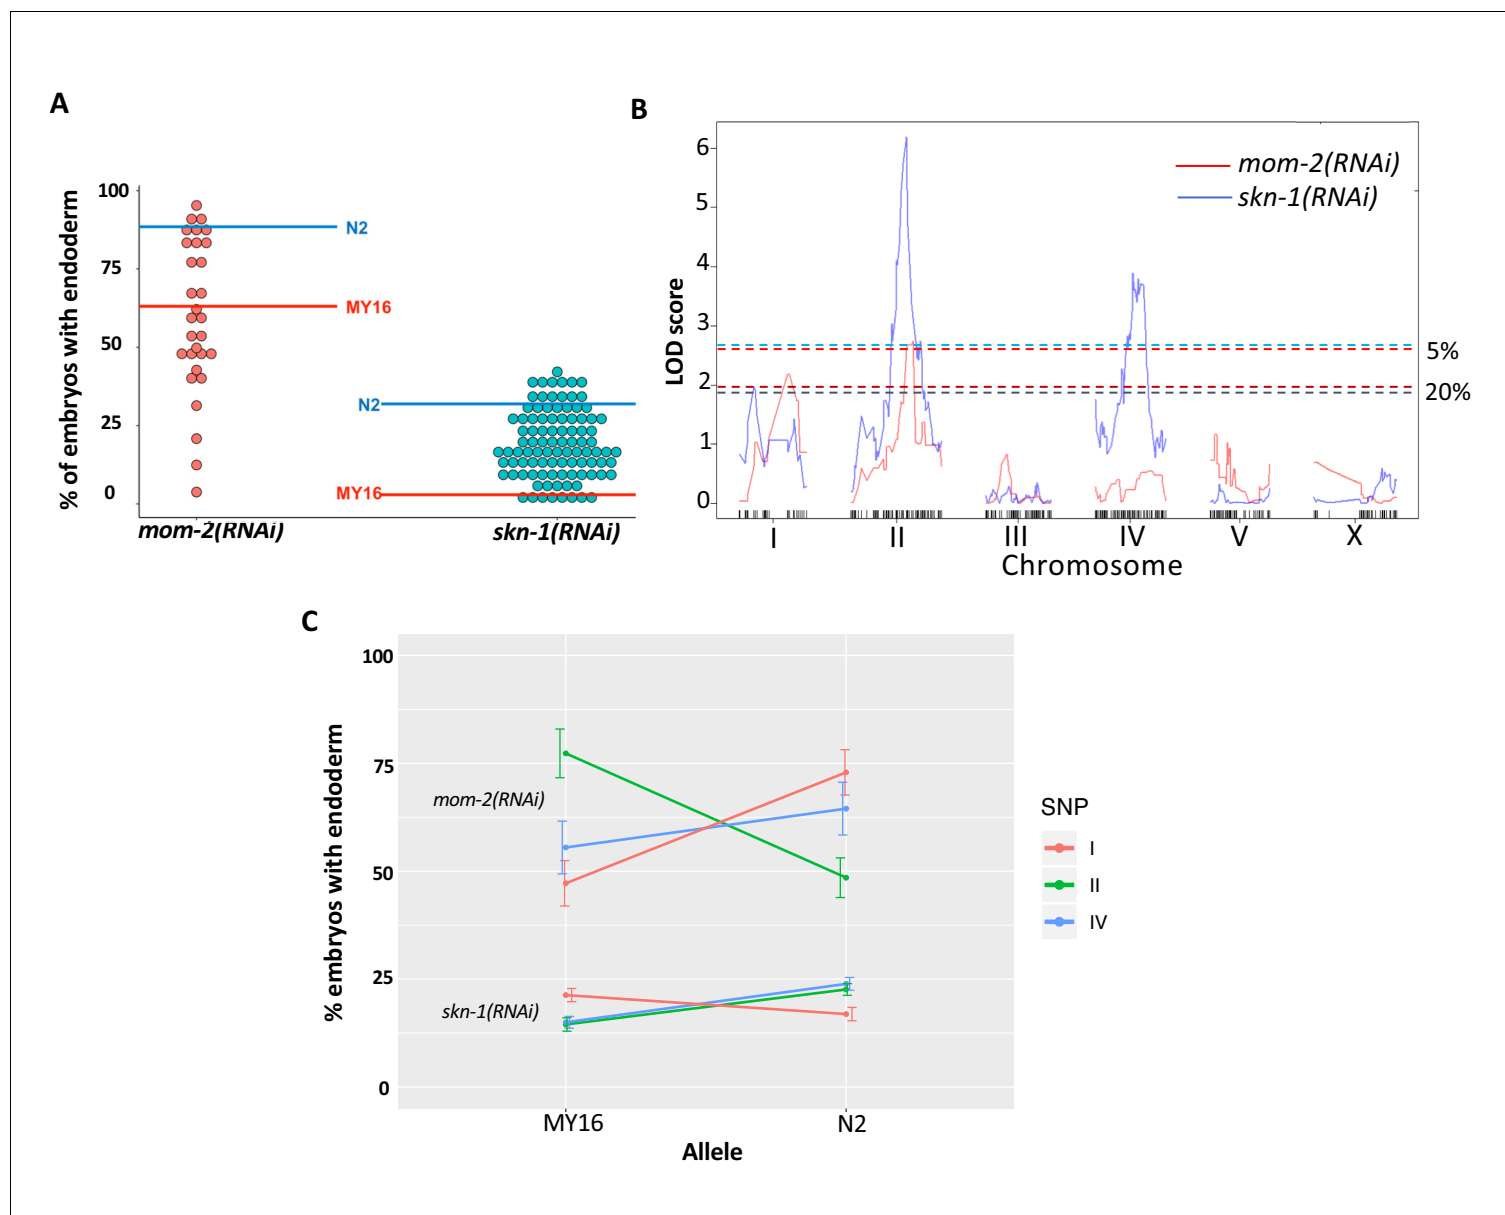 A
% of embryos with endoderm
100
75
50
25
0
N2
MY16
N2
MY16
mom-2(RNAi)
skn-1(RNAi)
B
LOD score
6
5
4
3
2
1
0
mom-2(RNAi)
skn-1(RNAi)
5%
20%
I
II
III
IV
V
X
Chromosome
C
% embryos with endoderm
100
75
50
25
0
mom-2(RNAi)
skn-1(RNAi)
MY16
N2
Allele
SNP
I
II
IV